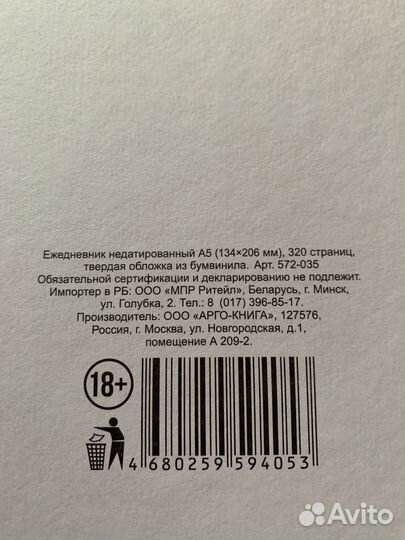 Ежедневник недатированный А5 (134×206 мм), 320 страниц,
твердая обложка из бумвинила. Арт. 572-035
Обязательной сертификации и декларированию не подлежит.
Импортер в РБ: ООО «МПР Ритейл», Беларусь, г. Минск,
ул. Голубка, 2. Тел.: 8 (017) 396-85-17.
Производитель: ООО «АРГО-КНИГА», 127576,
Россия, г. Москва, ул. Новгородская, д.1,
помещение А 209-2.
18+
4 680259 594053
Avito